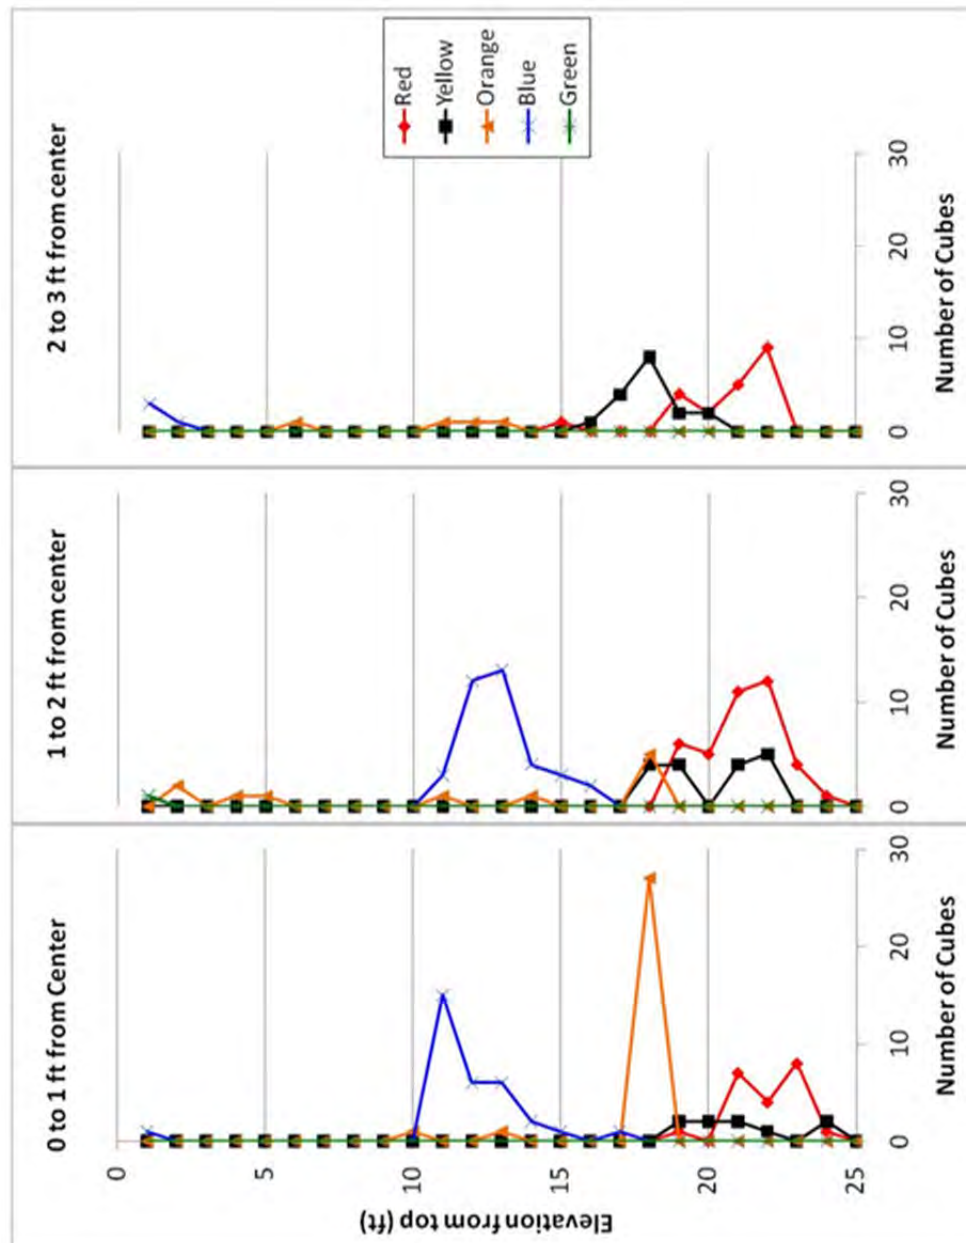 0 to 1 ft from Center
1 to 2 ft from center
2 to 3 ft from center
Elevation from top (ft)
0
5
10
15
20
25
0
10
20
30
Number of Cubes
0
10
20
30
Number of Cubes
0
10
20
30
Number of Cubes
Red
Yellow
Orange
Blue
Green